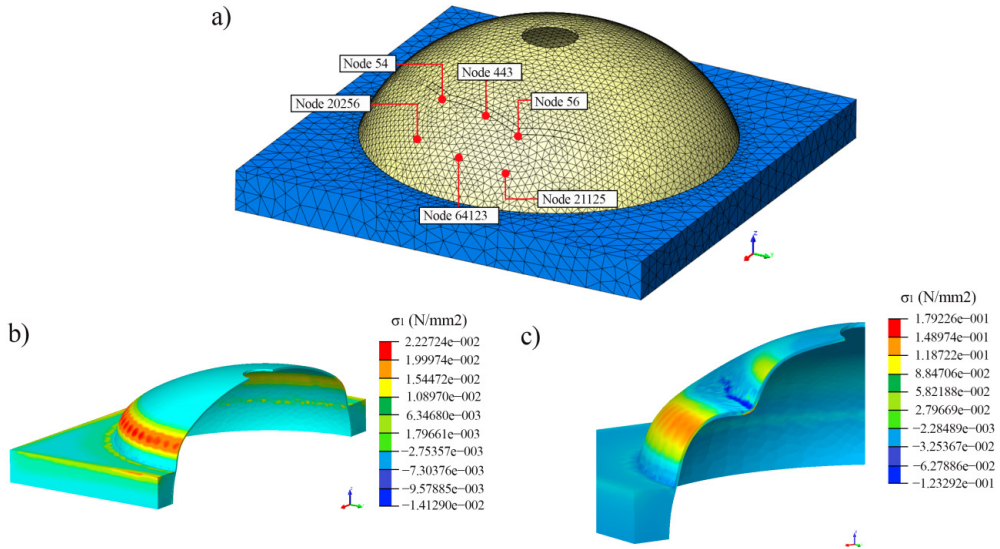 a)
Node 54
Node 443
Node 20256
Node 56
Node 21125
Node 64123
b)
σ1 (N/mm2)
2.22724e−002
1.99974e−002
1.54472e−002
1.08970e−002
6.34680e−003
1.79661e−003
−2.75357e−003
−7.30376e−003
−9.57885e−003
−1.41290e−002
c)
σ1 (N/mm2)
1.79226e−001
1.48974e−001
1.18722e−001
8.84706e−002
5.82188e−002
2.79669e−002
−2.28489e−003
−3.25367e−002
−6.27886e−002
−1.23292e−001